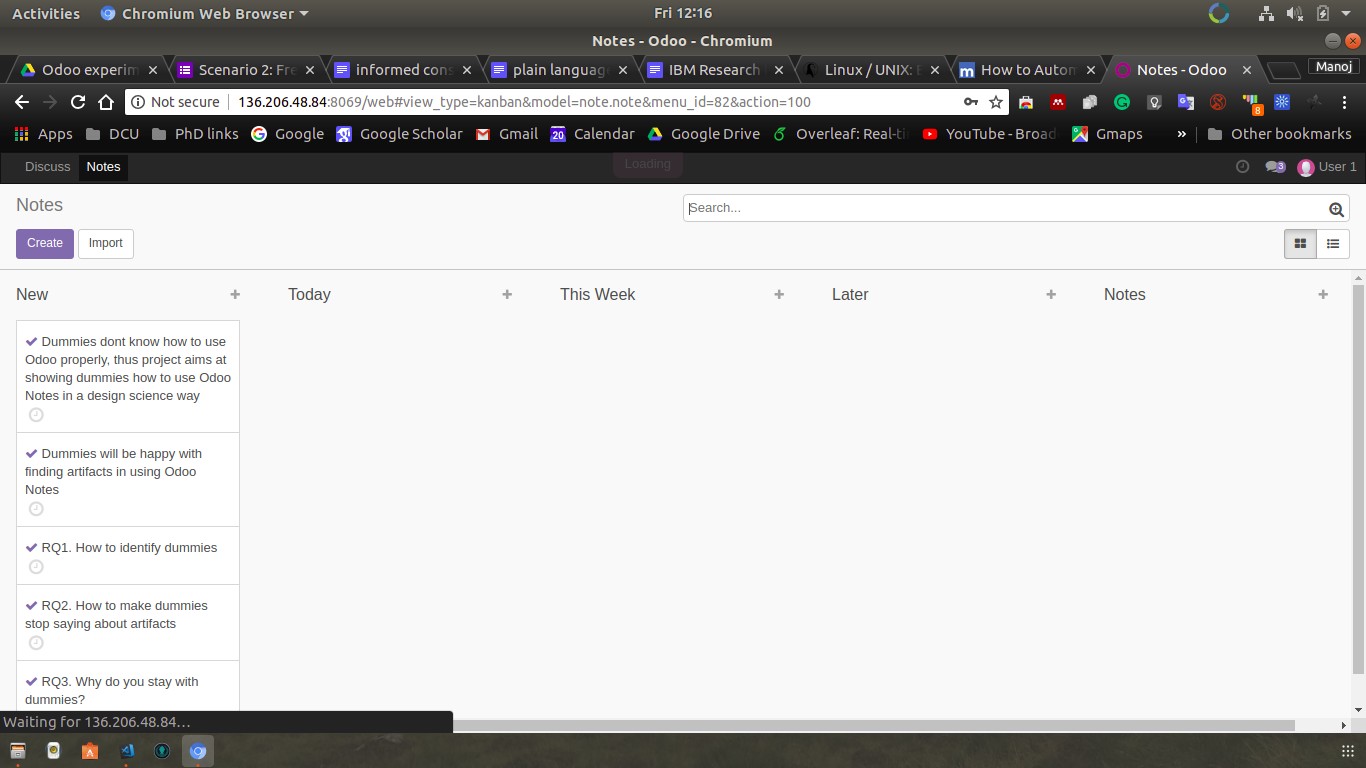 Activities Chromium Web Browser Fri 12:16
Notes - Odoo - Chromium
Odoo experim Scenario 2: Fre informed cons plain language IBM Research Linux / UNIX: E How to Autom Notes - Odoo Manoj
Not secure 136.206.48.84:8069/web#view_type=kanban&model=note.note&menu_id=82&action=100 8
Apps DCU PhD links Google Google Scholar Gmail 20 Calendar Google Drive Overleaf: Real-ti YouTube - Broad Gmaps » Other bookmarks
Discuss Notes Loading 3 User 1
Notes Search...
Create Import
New + Today + This Week + Later + Notes +
Dummies dont know how to use
Odoo properly, thus project aims at
showing dummies how to use Odoo
Notes in a design science way
Dummies will be happy with
finding artifacts in using Odoo
Notes
RQ1. How to identify dummies
RQ2. How to make dummies
stop saying about artifacts
RQ3. Why do you stay with
dummies?
Waiting for 136.206.48.84...